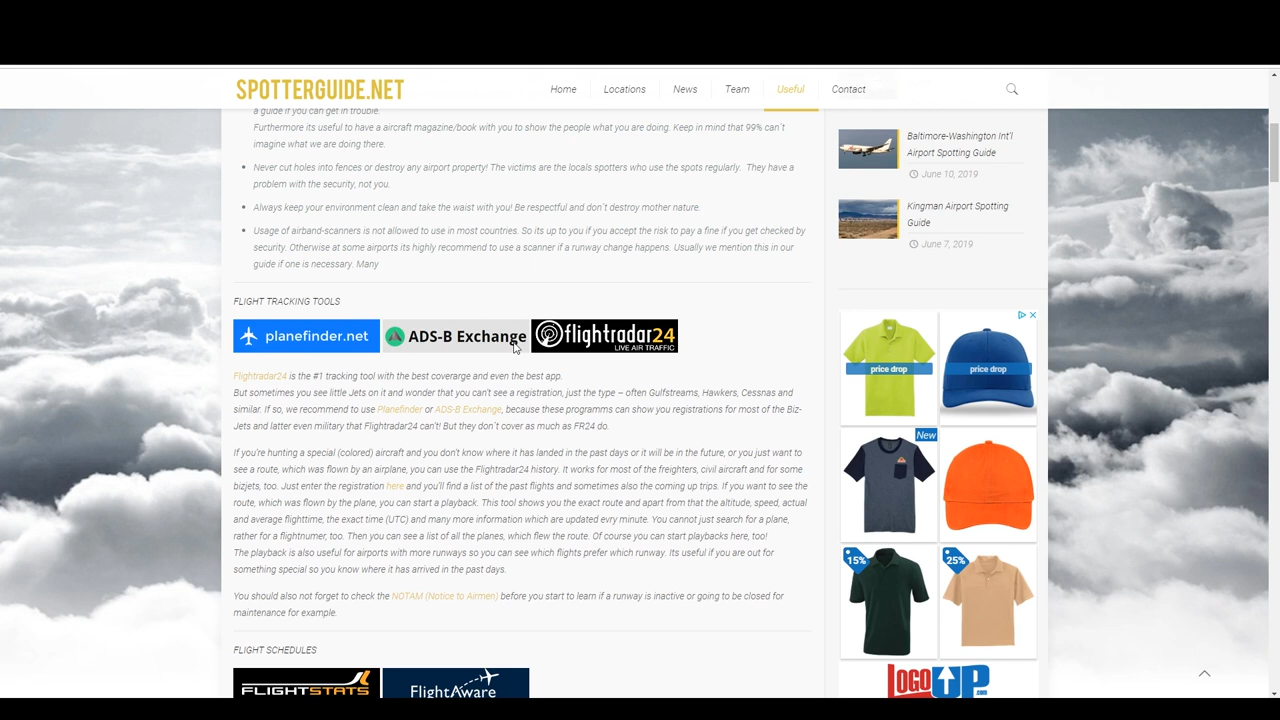 SPOTTERGUIDE.NET
Home
Locations
News
Team
Useful
Contact
a guide if you can get in trouble.
Furthermore its useful to have a aircraft magazine/book with you to show the people what you are doing. Keep in mind that 99% can´t
imagine what we are doing there.
Never cut holes into fences or destroy any airport property! The victims are the locals spotters who use the spots regularly. They have a
problem with the security, not you.
Always keep your environment clean and take the waist with you! Be respectful and don´t destroy mother nature.
Usage of airband-scanners is not allowed to use in most countries. So its up to you if you accept the risk to pay a fine if you get checked by
security. Otherwise at some airports its highly recommend to use a scanner if a runway change happens. Usually we mention this in our
guide if one is necessary. Many
FLIGHT TRACKING TOOLS
planefinder.net
ADS-B Exchange
flightradar24
LIVE AIR TRAFFIC
Flightradar24 is the #1 tracking tool with the best coverarge and even the best app.
But sometimes you see little Jets on it and wonder that you can't see a registration, just the type – often Gulfstreams, Hawkers, Cessnas and
similar. If so, we recommend to use Planefinder or ADS-B Exchange, because these programms can show you registrations for most of the Biz-
Jets and latter even military that Flightradar24 can't! But they don´t cover as much as FR24 do.
If you're hunting a special (colored) aircraft and you don't know where it has landed in the past days or it will be in the future, or you just want to
see a route, which was flown by an airplane, you can use the Flightradar24 history. It works for most of the freighters, civil aircraft and for some
bizjets, too. Just enter the registration here and you'll find a list of the past flights and sometimes also the coming up trips. If you want to see the
route, which was flown by the plane, you can start a playback. This tool shows you the exact route and apart from that the altitude, speed, actual
and average flighttime, the exact time (UTC) and many more information which are updated evry minute. You cannot just search for a plane,
rather for a flightnumer, too. Then you can see a list of all the planes, which flew the route. Of course you can start playbacks here, too!
The playback is also useful for airports with more runways so you can see which flights prefer which runway. Its useful if you are out for
something special so you know where it has arrived in the past days.
You should also not forget to check the NOTAM (Notice to Airmen) before you start to learn if a runway is inactive or going to be closed for
maintenance for example.
FLIGHT SCHEDULES
FLIGHTSTATS
FlightAware
Baltimore-Washington Int'l
Airport Spotting Guide
June 10, 2019
Kingman Airport Spotting
Guide
June 7, 2019
price drop
price drop
New
15%
25%
LOGO UP .com